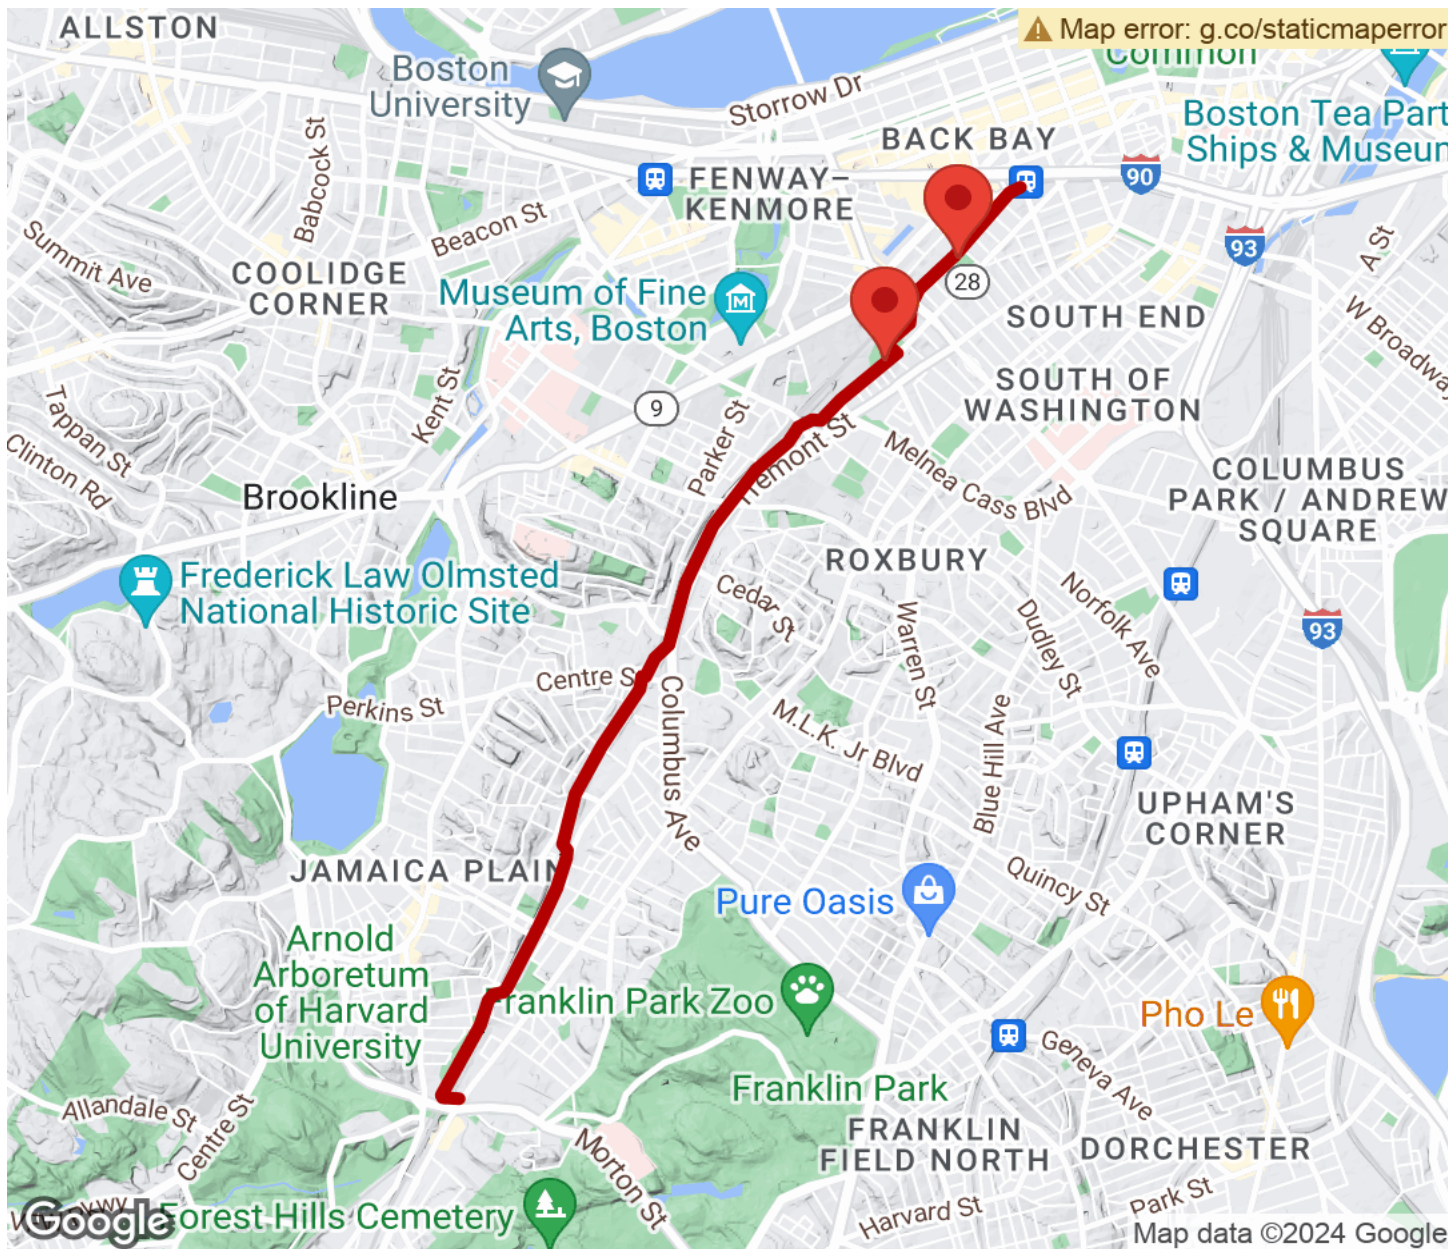 ALLSTON
Map error: g.co/staticmaperror
Common
Boston
University
Storrow Dr
Boston Tea Part
Ships & Museum
BACK BAY
Babcock St
90
FENWAY–
KENMORE
Beacon St
Summit Ave
93
A St
COOLIDGE
CORNER
28
Museum of Fine
Arts, Boston
SOUTH END
W Broadway
Kent St
Tappan St
9
SOUTH OF
WASHINGTON
Parker St
Tremont St
Clinton Rd
Melnea Cass Blvd
Brookline
COLUMBUS
PARK / ANDREW
SQUARE
ROXBURY
Frederick Law Olmsted
National Historic Site
Cedar St
Norfolk Ave
Dudley St
Warren St
93
Centre S
Perkins St
Columbus Ave
M.L.K. Jr Blvd
Blue Hill Ave
UPHAM'S
CORNER
JAMAICA PLAIN
Pure Oasis
Quincy St
Arnold
Arboretum
of Harvard
University
Franklin Park Zoo
Pho Le
Geneva Ave
Franklin Park
Allandale St
Centre St
Morton St
FRANKLIN
FIELD NORTH
DORCHESTER
Park St
Harvard St
Google
Forest Hills Cemetery
Map data ©2024 Google